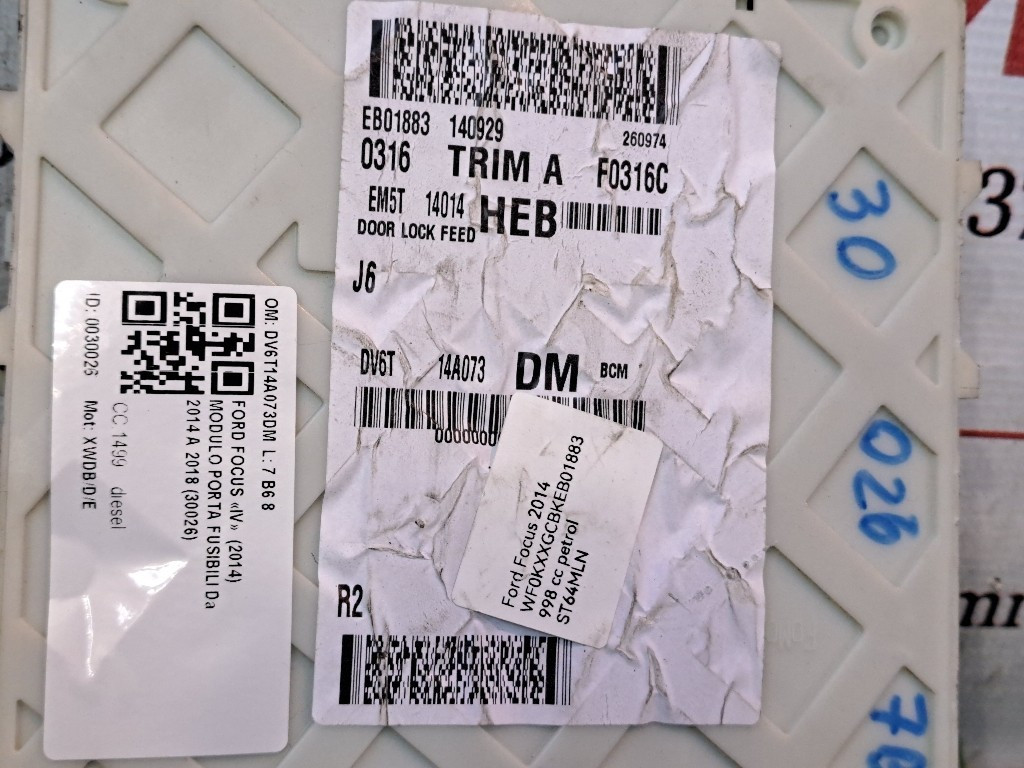 EB01883 140929
260974
0316 TRIM A F0316C
EM5T 14014 HEB
DOOR LOCK FEED
J6
DV6T 14A073 DM BCM
R2
Ford Focus 2014
WF0KXXGCBKEB01883
998 cc petrol
ST64MLN
OM: DV6T14A073DM L: 7 B6 8
FORD FOCUS «IV» (2014)
MODULO PORTA FUSIBILI Da
2014 A 2018 (30026)
CC 1499 diesel
ID: 0030026 Mot: XWDB/D/E
30
026